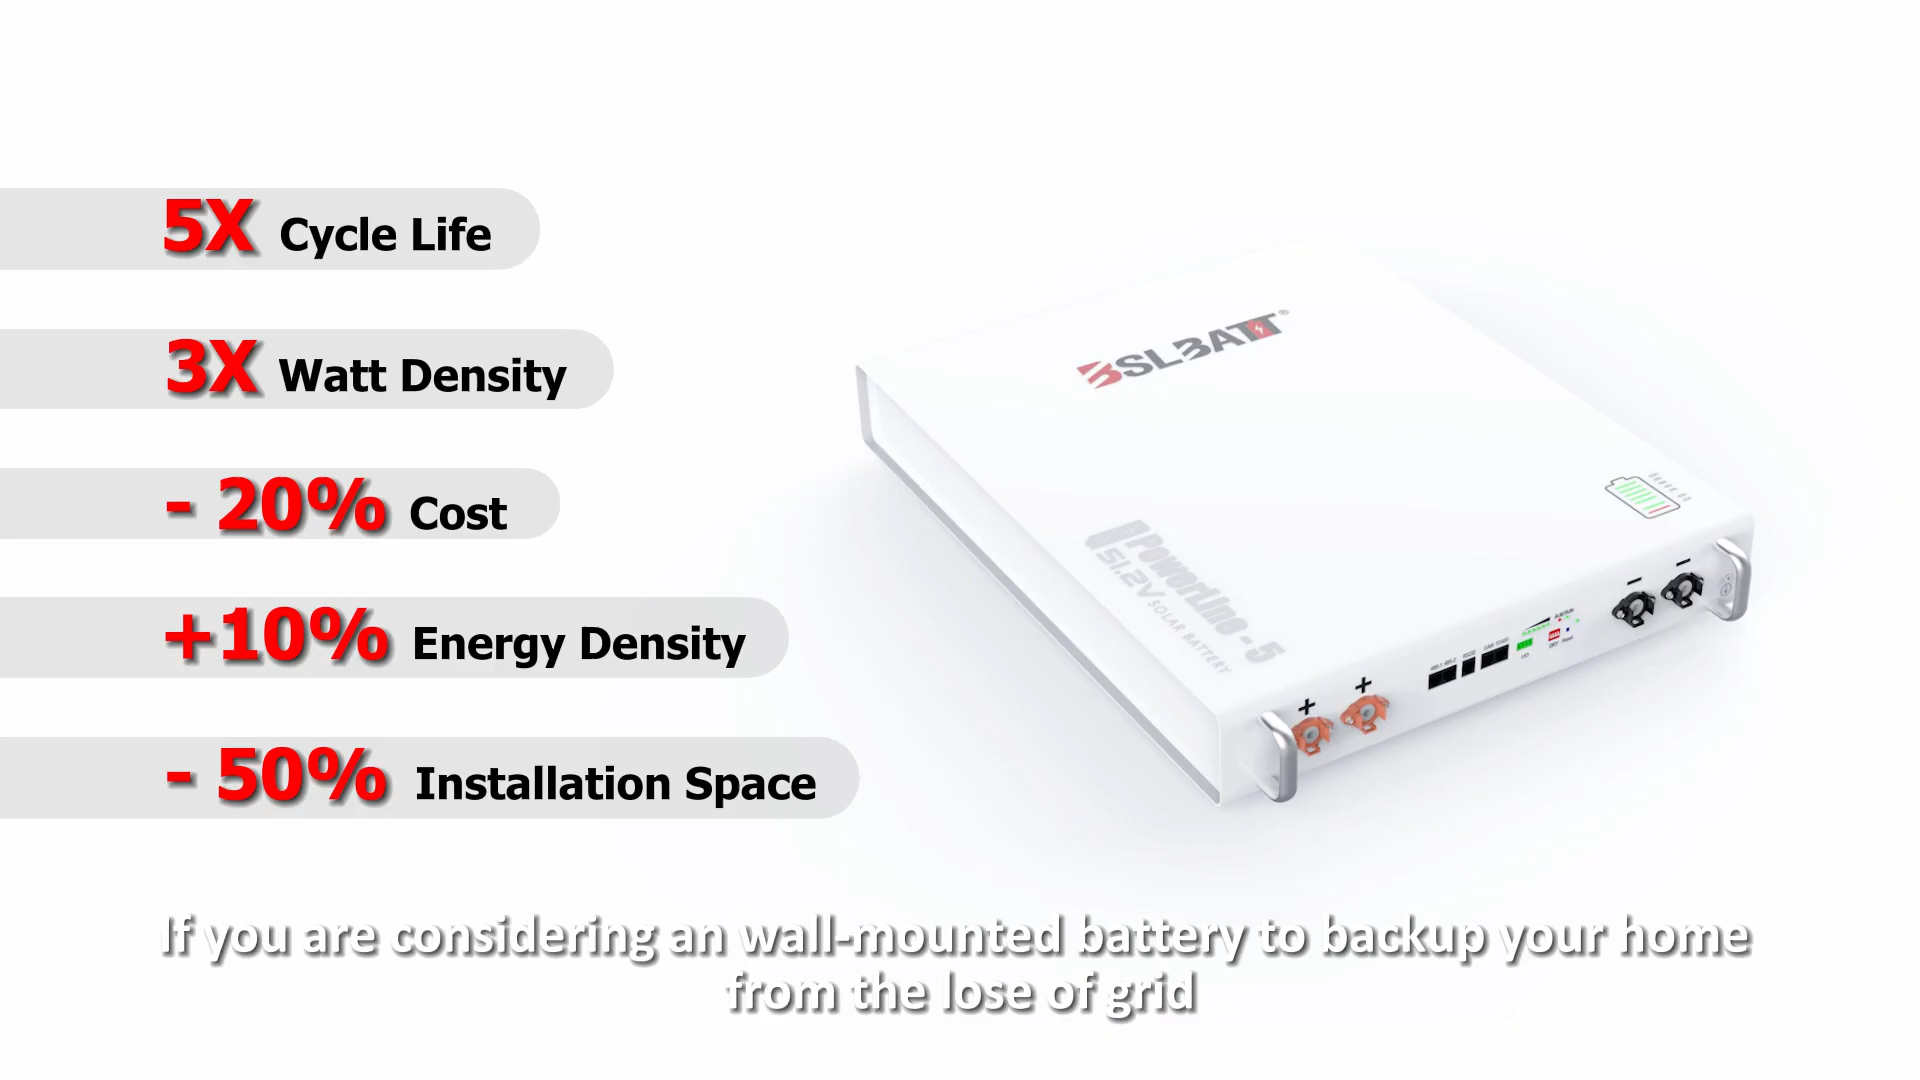 5X Cycle Life
3X Watt Density
- 20% Cost
+10% Energy Density
- 50% Installation Space
BSLBATT®
PowerLine - 5
51.2V SOLAR BATTERY
+ +
- -
If you are considering an wall-mounted battery to backup your home
from the lose of grid